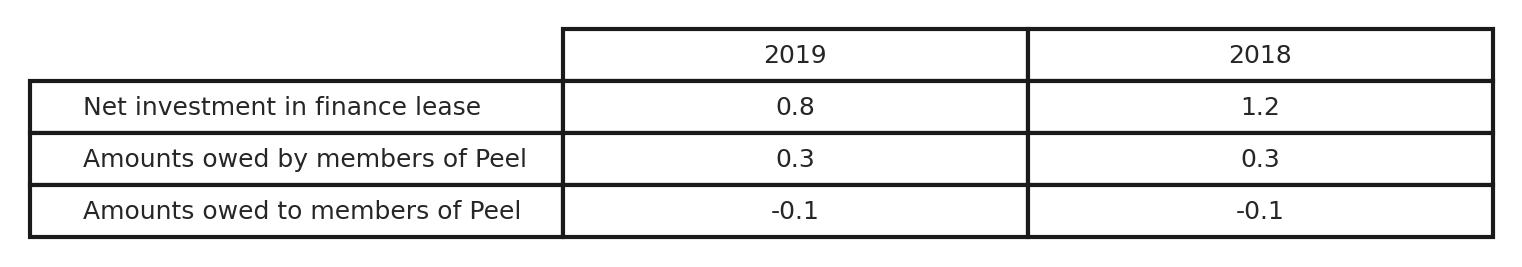 2019 2018
Net investment in finance lease 0.8 1.2
Amounts owed by members of Peel 0.3 0.3
Amounts owed to members of Peel -0.1 -0.1